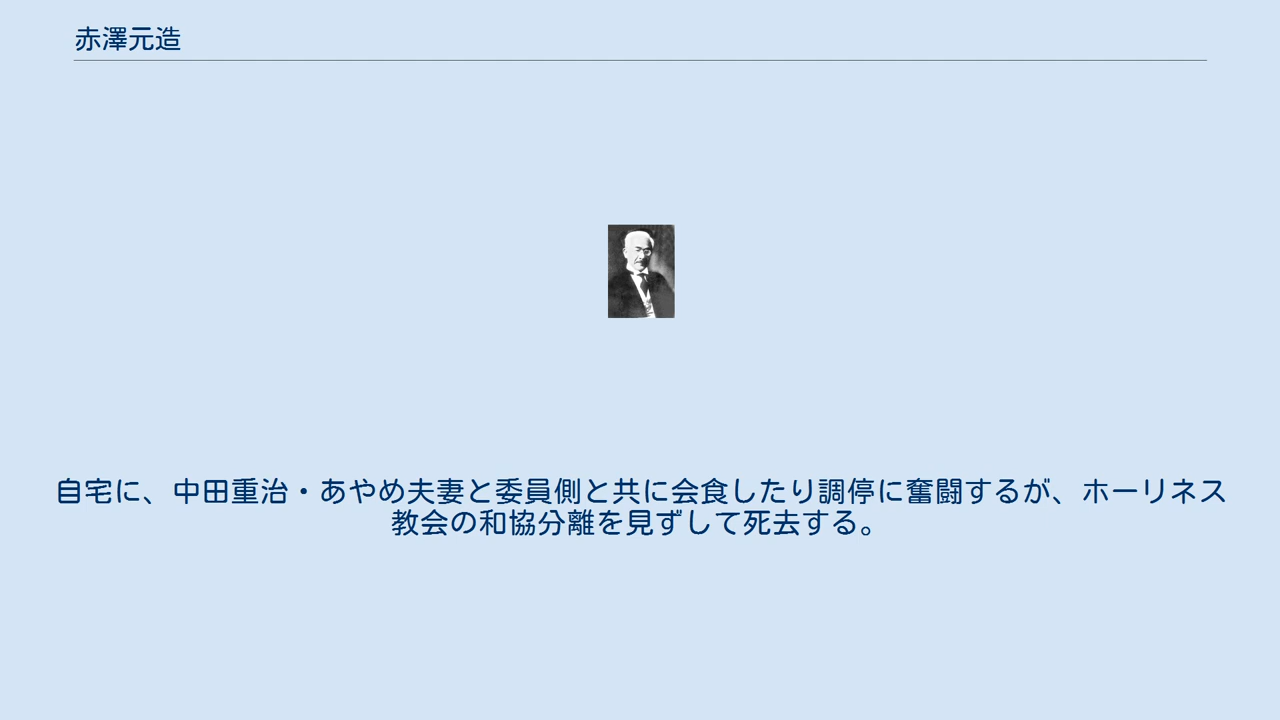 赤澤元造
自宅に、中田重治・あやめ夫妻と委員側と共に会食したり調停に奮闘するが、ホーリネス
教会の和協分離を見ずして死去する。